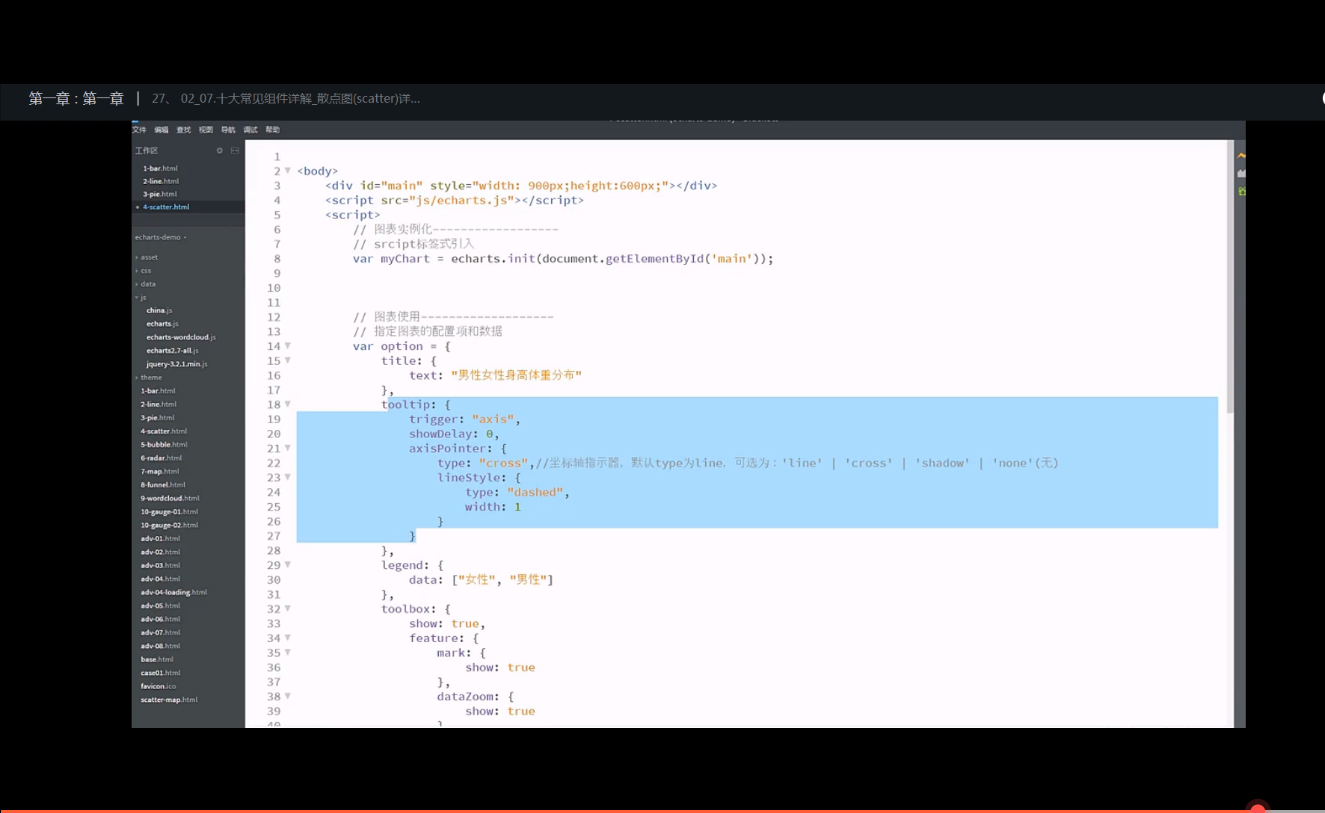 第一章：第一章 | 27、 02_07.十大常见组件详解_散点图(scatter)详...
文件 编辑 查找 视图 导航 调试 帮助
工作区
1-bar.html
2-line.html
3-pie.html
4-scatter.html
echarts-demo
asset
css
data
js
china.js
echarts.js
echarts-wordcloud.js
echarts2.7-all.js
jquery-3.2.1.min.js
theme
1-bar.html
2-line.html
3-pie.html
4-scatter.html
5-bubble.html
6-radar.html
7-map.html
8-funnel.html
9-wordcloud.html
10-gauge-01.html
10-gauge-02.html
adv-01.html
adv-02.html
adv-03.html
adv-04.html
adv-04-loading.html
adv-05.html
adv-06.html
adv-07.html
adv-08.html
base.html
case01.html
favicon.ico
scatter-map.html
1
2 <body>
3 <div id="main" style="width: 900px;height:600px;"></div>
4 <script src="js/echarts.js"></script>
5 <script>
6 // 图表实例化------------------
7 // srcipt标签式引入
8 var myChart = echarts.init(document.getElementById('main'));
9
10
11
12 // 图表使用-------------------
13 // 指定图表的配置项和数据
14 var option = {
15 title: {
16 text: "男性女性身高体重分布"
17 },
18 tooltip: {
19 trigger: "axis",
20 showDelay: 0,
21 axisPointer: {
22 type: "cross",//坐标轴指示器，默认type为line，可选为：'line' | 'cross' | 'shadow' | 'none'(无)
23 lineStyle: {
24 type: "dashed",
25 width: 1
26 }
27 }
28 },
29 legend: {
30 data: ["女性", "男性"]
31 },
32 toolbox: {
33 show: true,
34 feature: {
35 mark: {
36 show: true
37 },
38 dataZoom: {
39 show: true
40 }